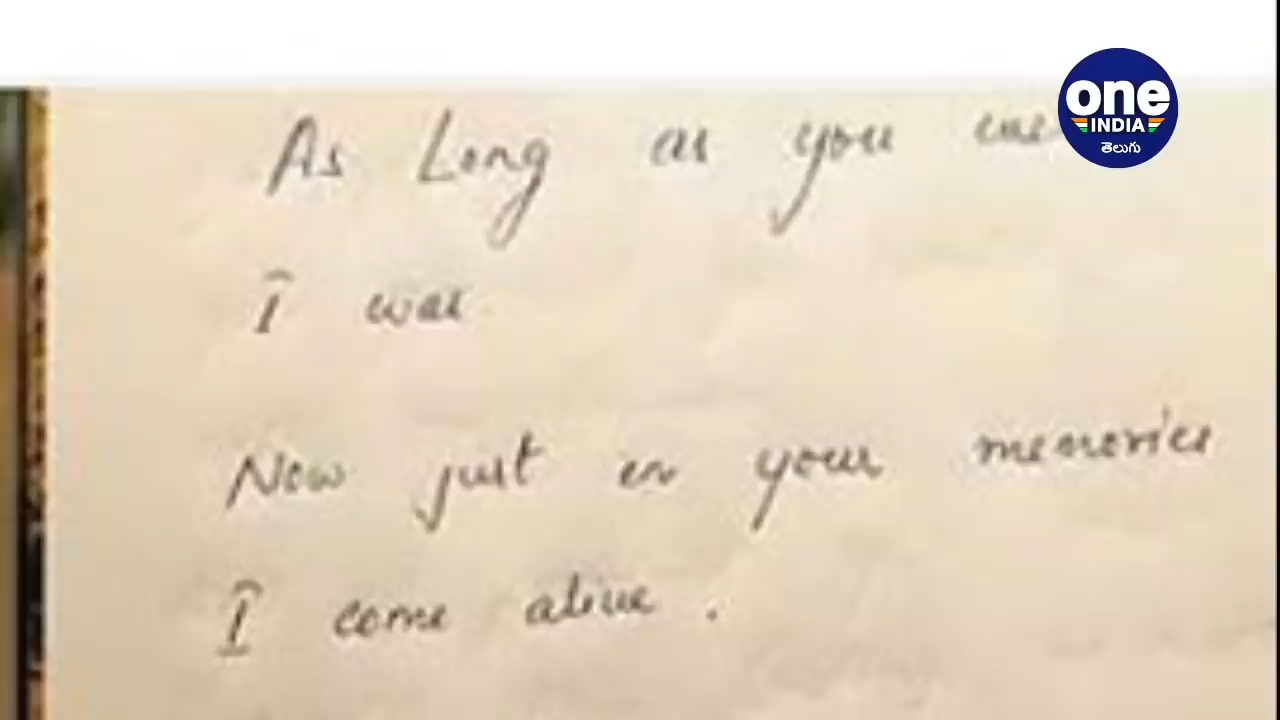 one
INDIA
తెలుగు
As Long as you
I was
Now just in your memories
I come alive .